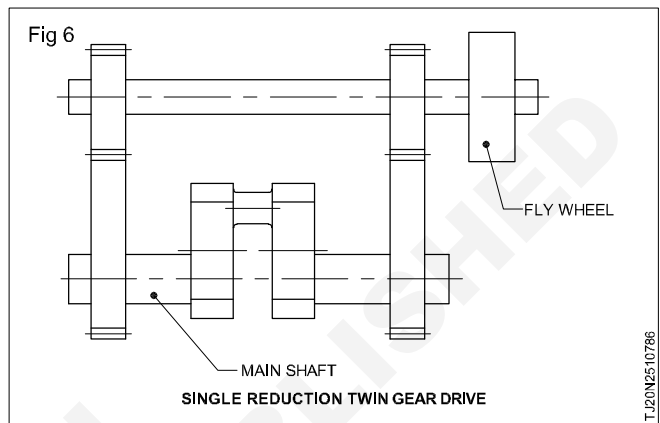 Fig 6
FLY WHEEL
MAIN SHAFT
SINGLE REDUCTION TWIN GEAR DRIVE
TJ20N2510786